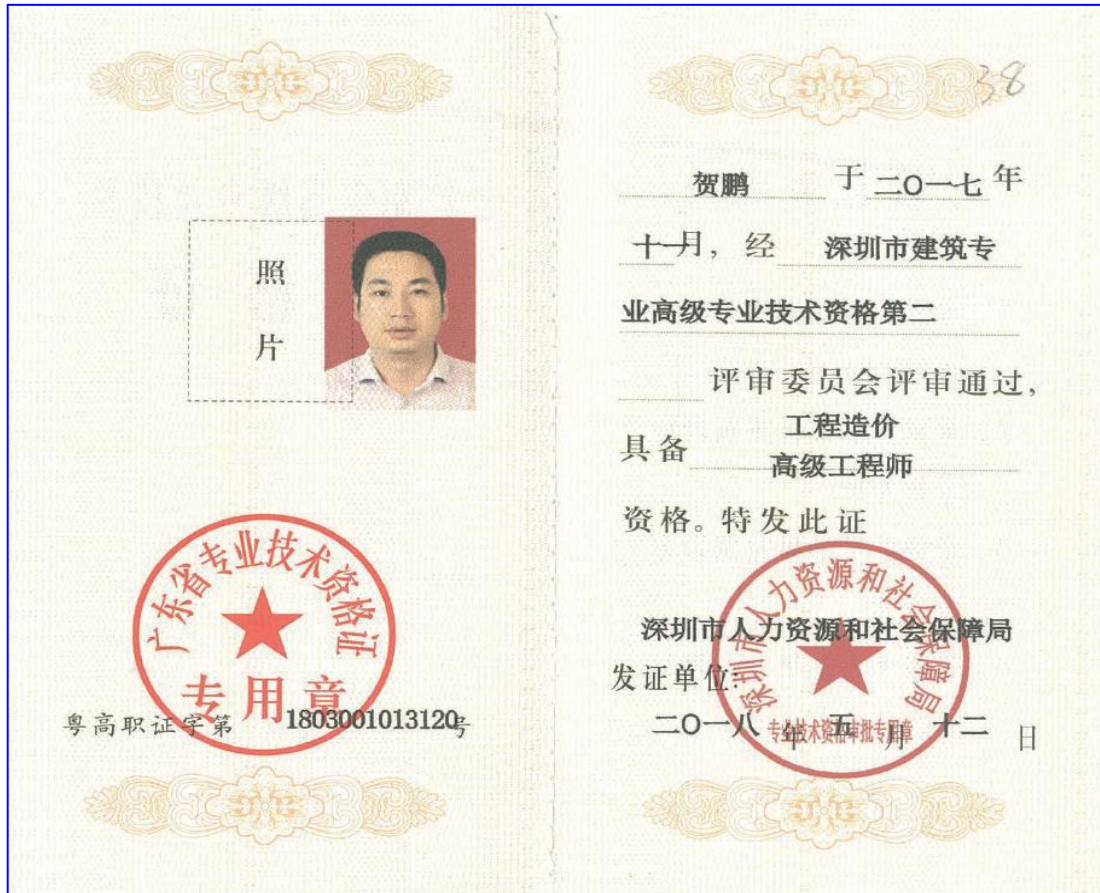 照
片
广东省专业技术资格证
专用章
粤高职证字第 1803001013120号
38
贺鹏 于 二〇一七 年
十一月, 经 深圳市建筑专
业高级专业技术资格第二
评审委员会评审通过,
工程造价
具备
高级工程师
资格。特发此证
深圳市人力资源和社会保障局
深圳市人力资源和社会保障局
发证单位:
二〇一八 年 五 月 十二 日
专业技术资格审批专用章